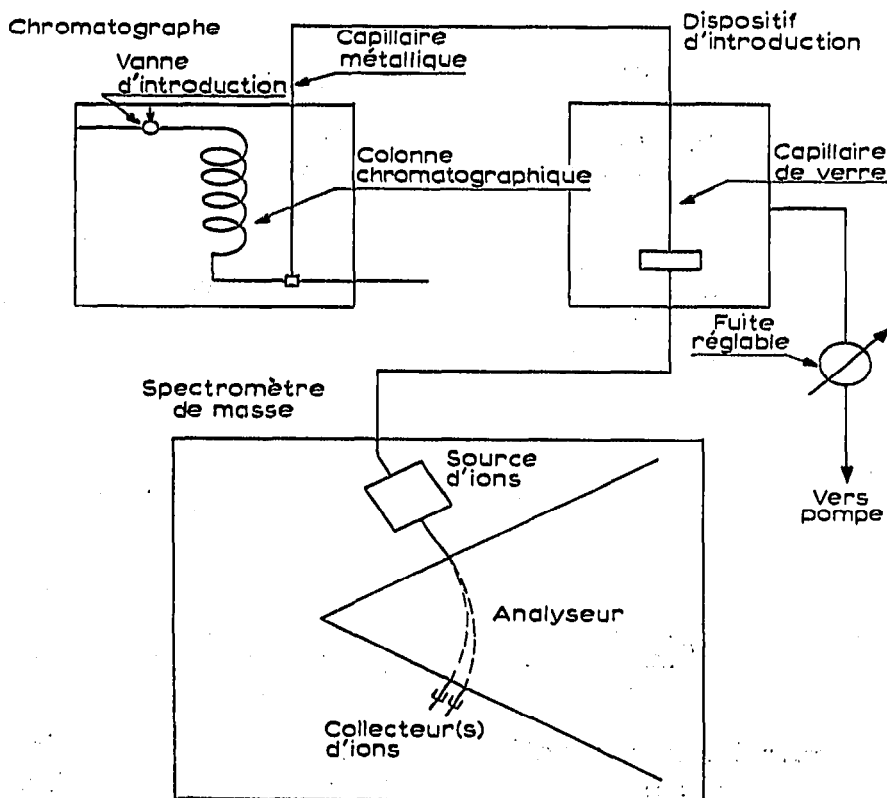 Chromatographe
Vanne
d'introduction
Capillaire
métallique
Dispositif
d'introduction
Colonne
chromatographique
Capillaire
de verre
Fuite
réglable
Spectromètre
de masse
Source
d'ions
Vers
pompe
Analyseur
Collecteur(s)
d'ions